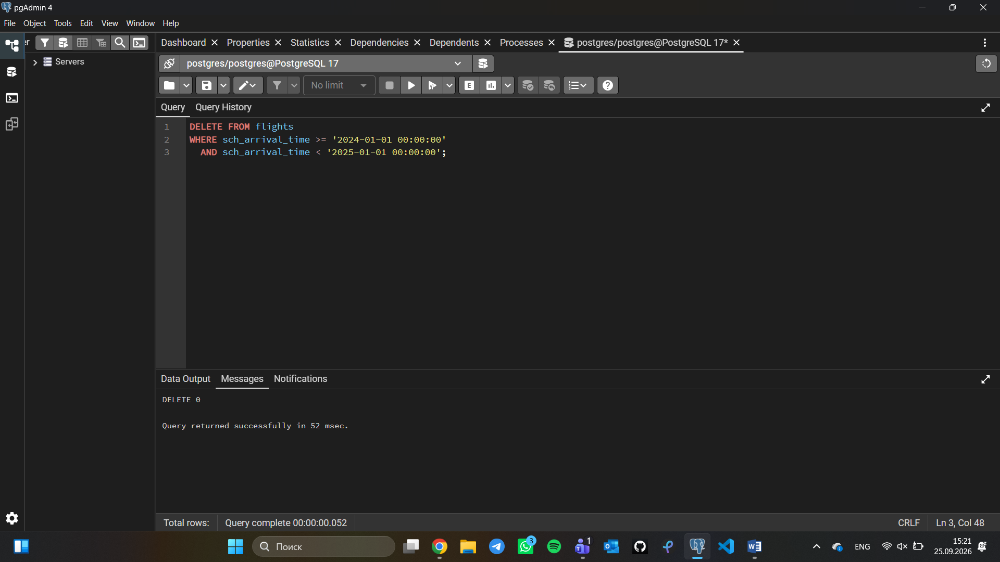 pgAdmin 4
File Object Tools Edit View Window Help
er
Dashboard Properties Statistics Dependencies Dependents Processes postgres/postgres@PostgreSQL 17*
Servers
postgres/postgres@PostgreSQL 17
No limit
E
Query Query History
1 DELETE FROM flights
2 WHERE sch_arrival_time >= '2024-01-01 00:00:00'
3 AND sch_arrival_time < '2025-01-01 00:00:00';
Data Output Messages Notifications
DELETE 0
Query returned successfully in 52 msec.
Total rows: Query complete 00:00:00.052 CRLF Ln 3, Col 48
Поиск
3
1
ENG
15:21
25.09.2026